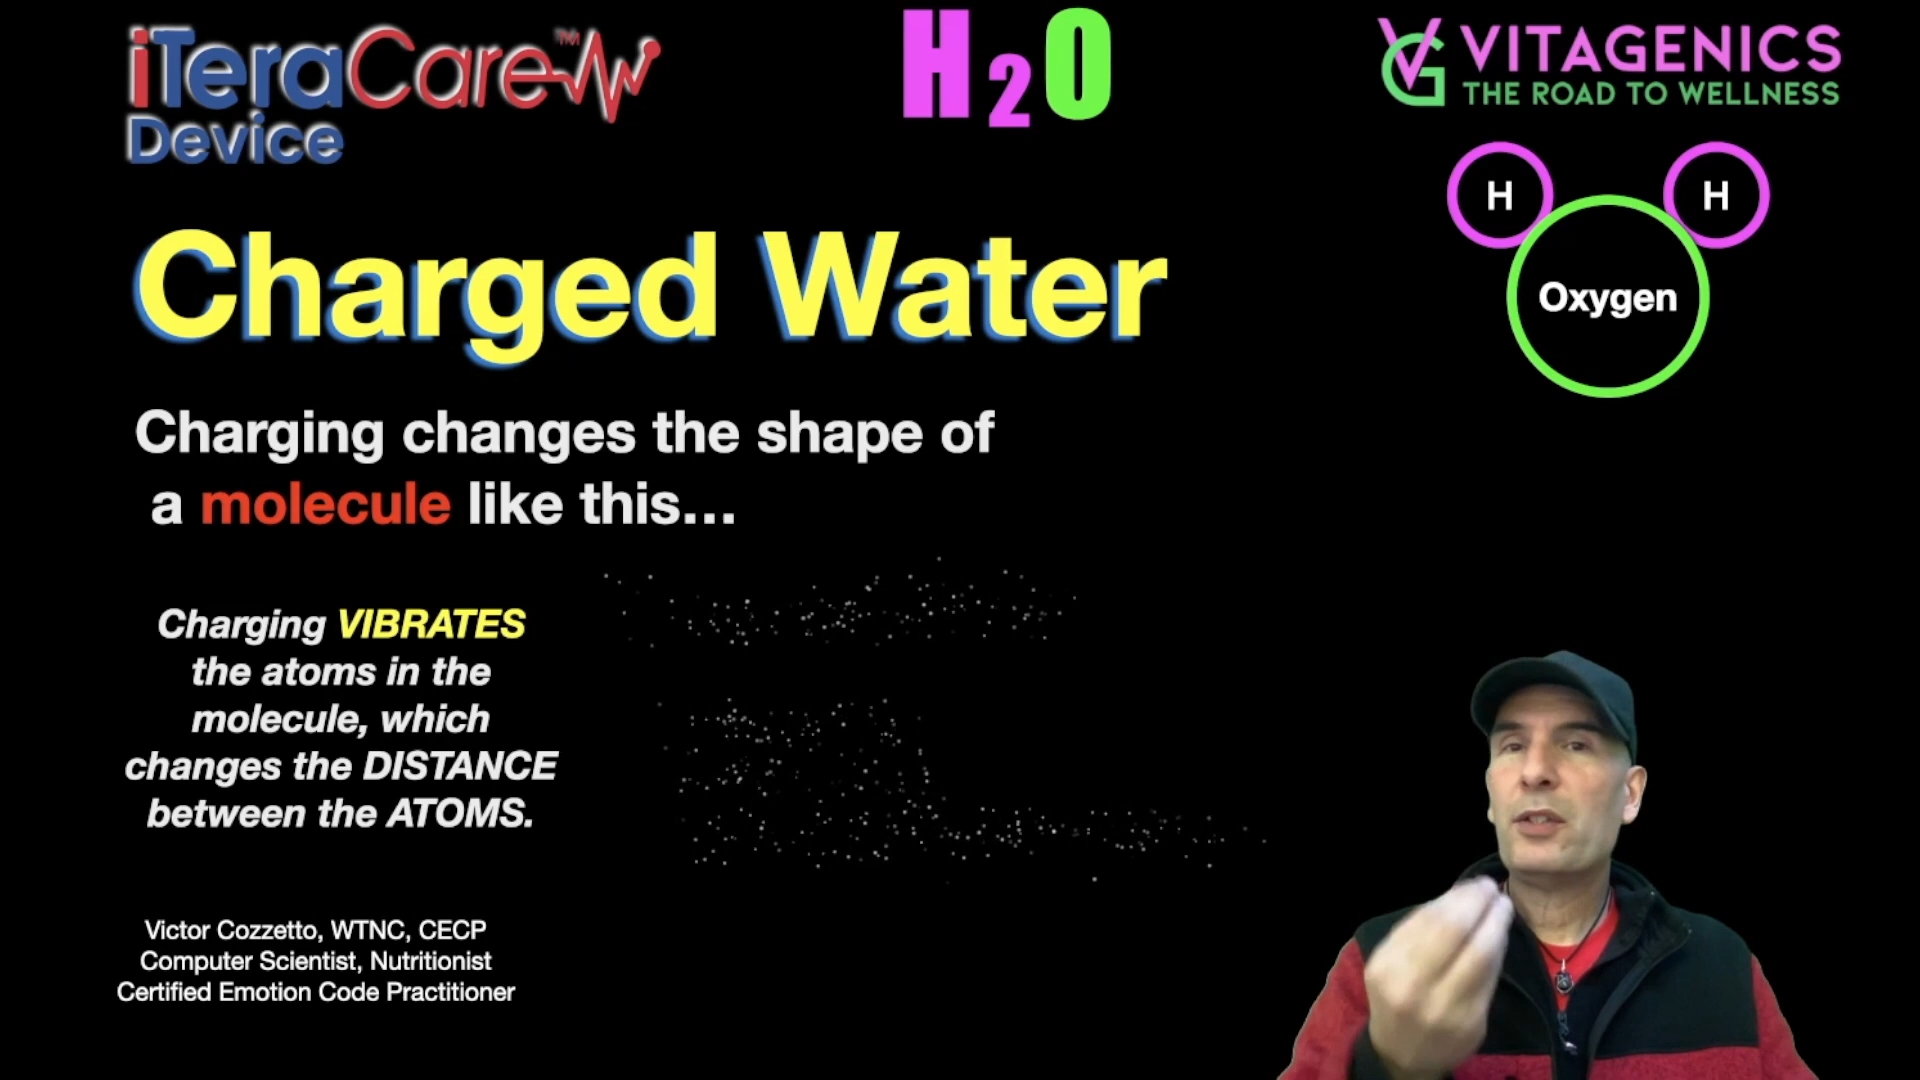 iTeraCare™
Device
H2O
VITAGENICS
THE ROAD TO WELLNESS
H
H
Oxygen
Charged Water
Charging changes the shape of
a molecule like this...
Charging VIBRATES
the atoms in the
molecule, which
changes the DISTANCE
between the ATOMS.
Victor Cozzetto, WTNC, CECP
Computer Scientist, Nutritionist
Certified Emotion Code Practitioner